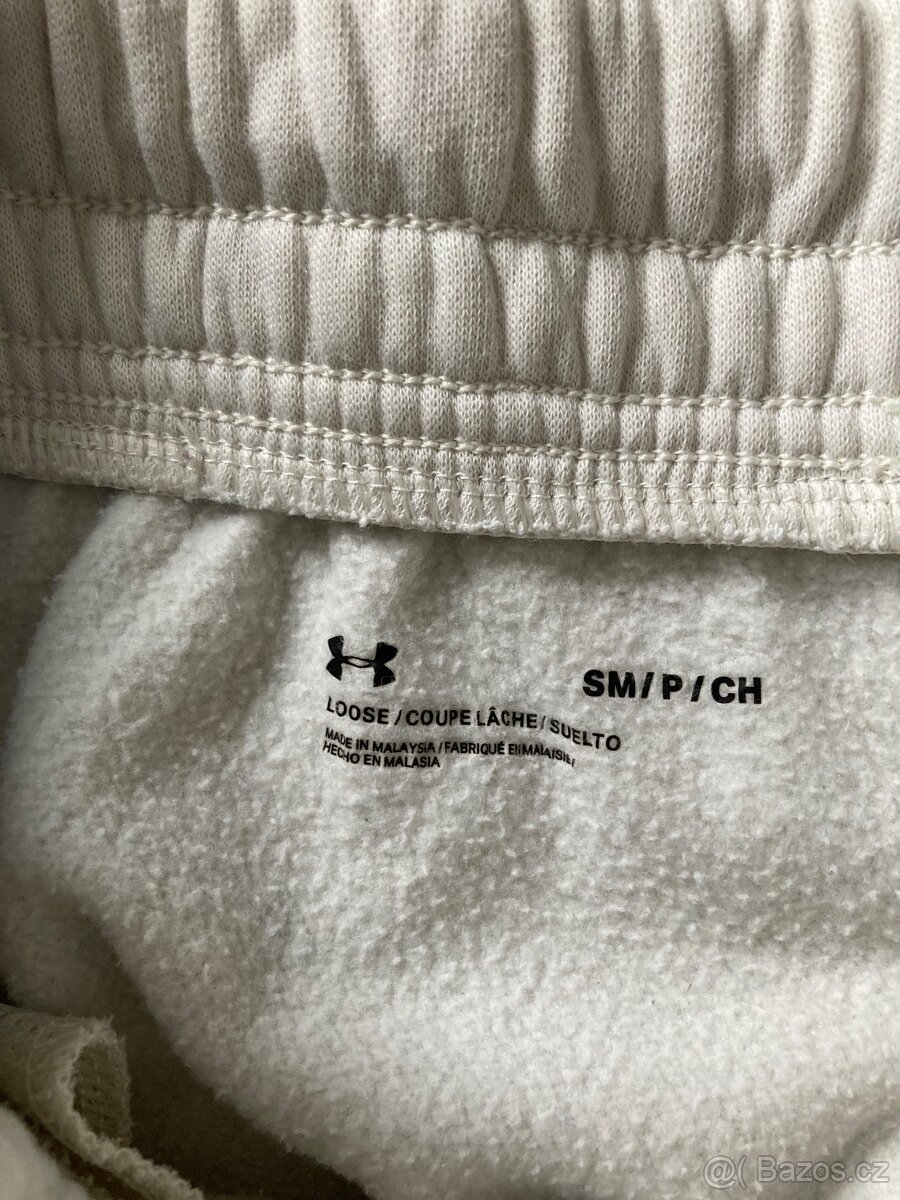 SM/P/CH
LOOSE / COUPE LÂCHE / SUELTO
MADE IN MALAYSIA / FABRIQUÉ EN MALAISIE /
HECHO EN MALASIA
@( Bazos.cz